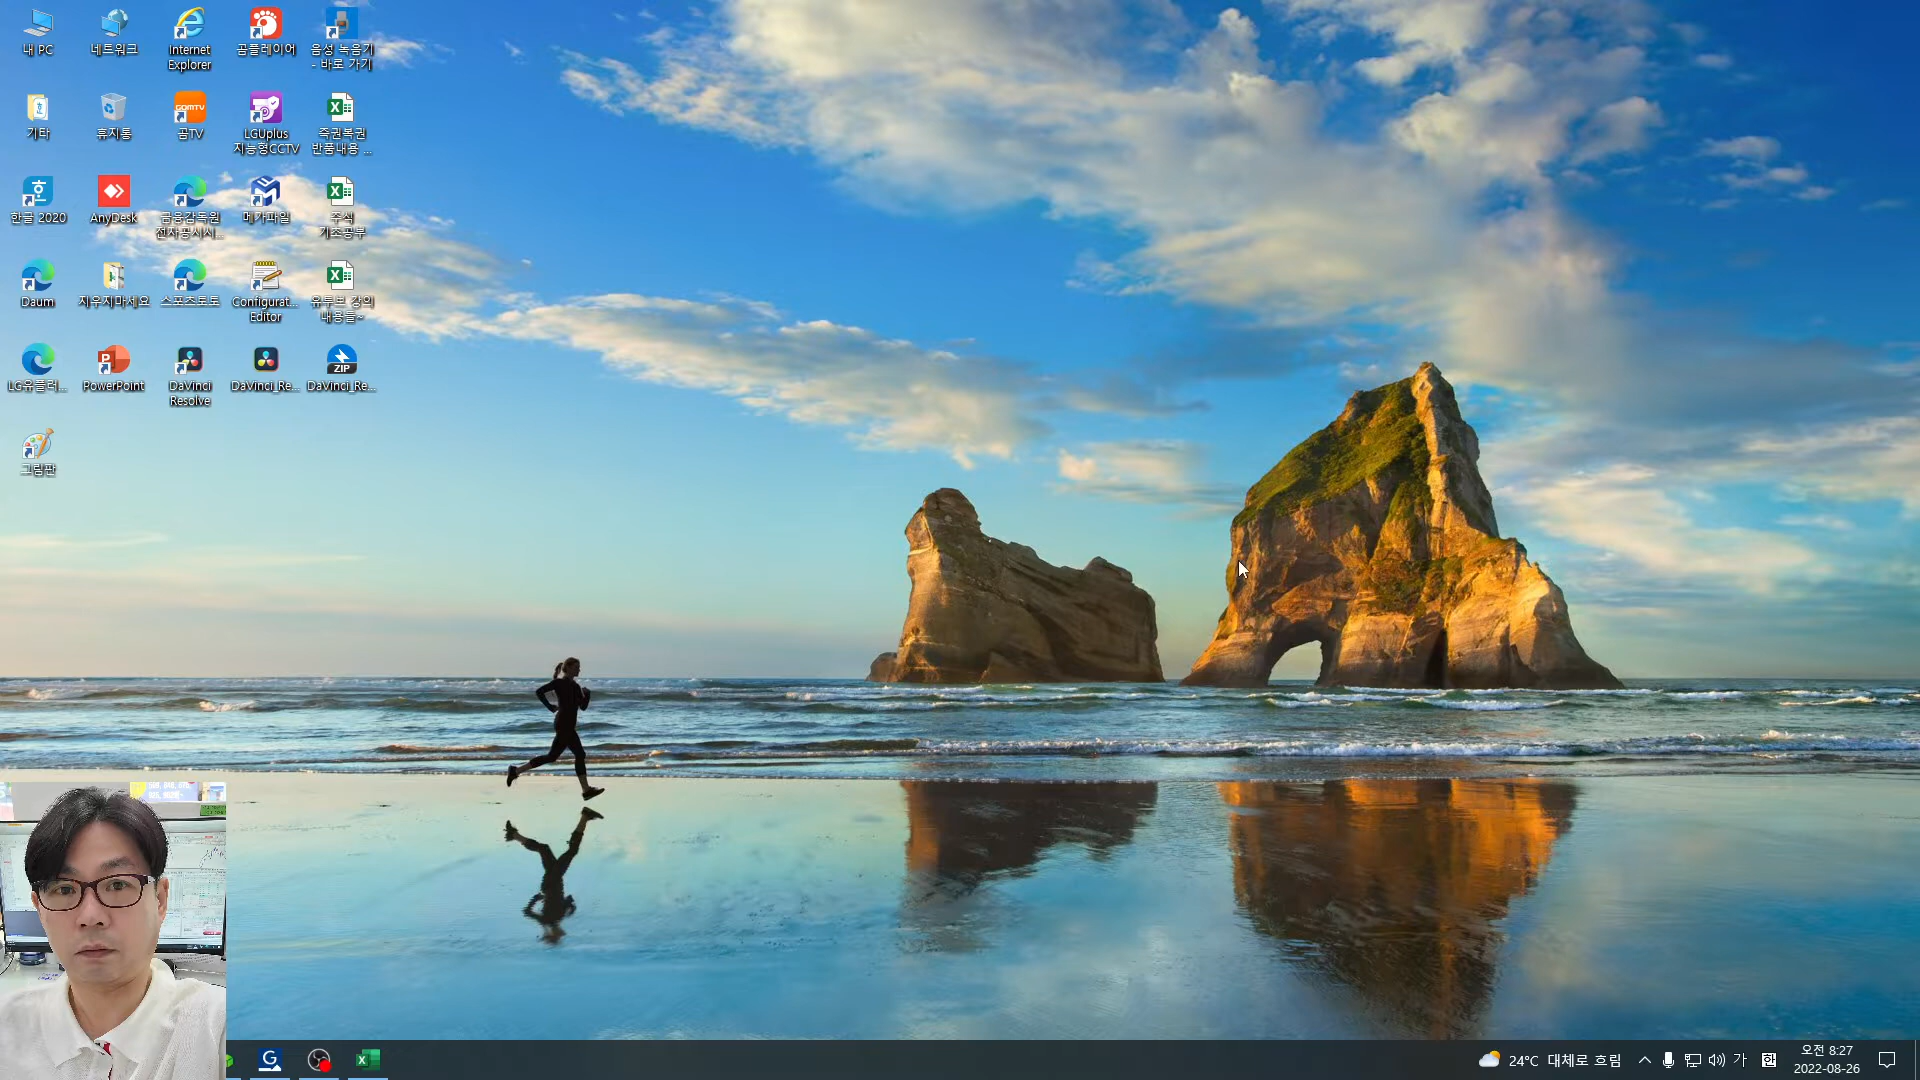 내 PC
네트워크
Internet
Explorer
곰플레이어
음성 녹음기
- 바로 가기
기타
휴지통
GOMTV
곰TV
LGUplus
지능형CCTV
증권복권
반품내용 ...
한글 2020
AnyDesk
금융감독원
전자공시시...
메가파일
주식
기초공부
Daum
지우지마세요
스포츠토토
Configurat...
Editor
유투브 강의
내용들~
LG유플러...
PowerPoint
DaVinci
Resolve
DaVinci_Re...
ZIP
DaVinci_Re...
그림판
24°C 대체로 흐림
가
오전 8:27
2022-08-26